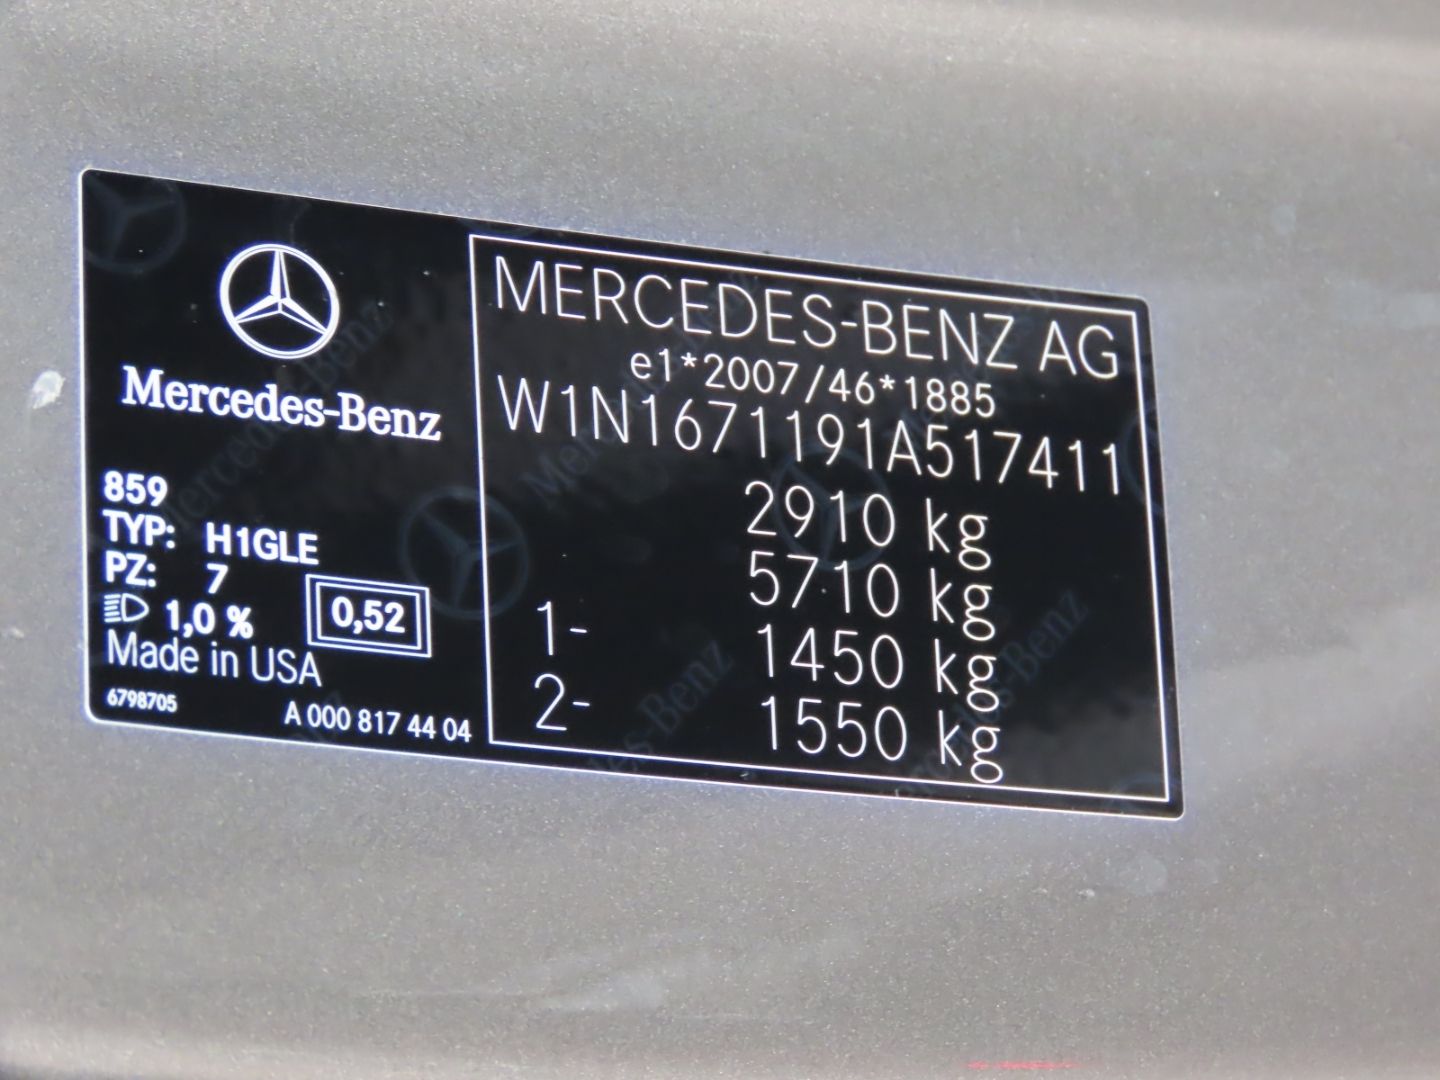 Mercedes-Benz
859
TYP: H1GLE
PZ: 7
1,0 %
0,52
Made in USA
6798705
A 000 817 44 04
MERCEDES-BENZ AG
e1*2007/46*1885
W1N1671191A517411
2910 kg
5710 kg
1- 1450 kg
2- 1550 kg